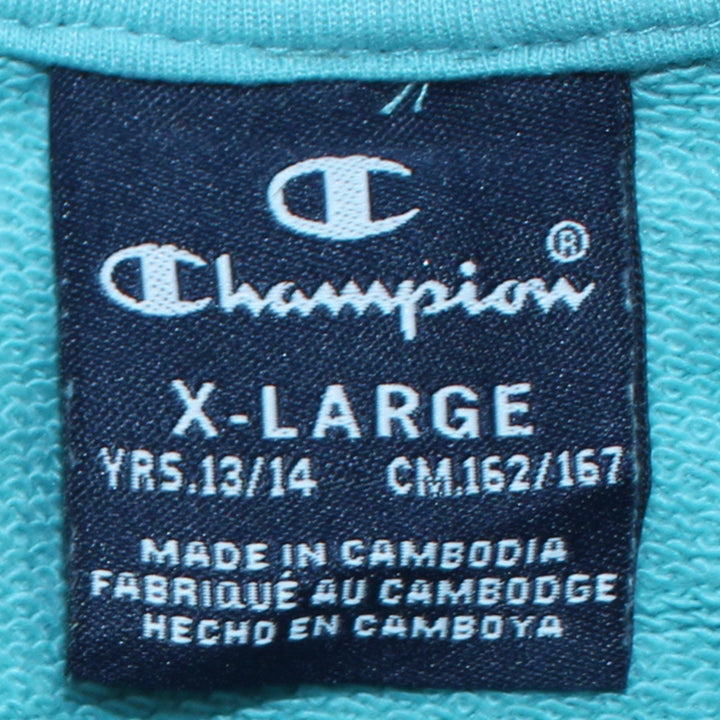 C
Champion®
X-LARGE
YRS.13/14 CM.162/167
MADE IN CAMBODIA
FABRIQUÉ AU CAMBODGE
HECHO EN CAMBOYA